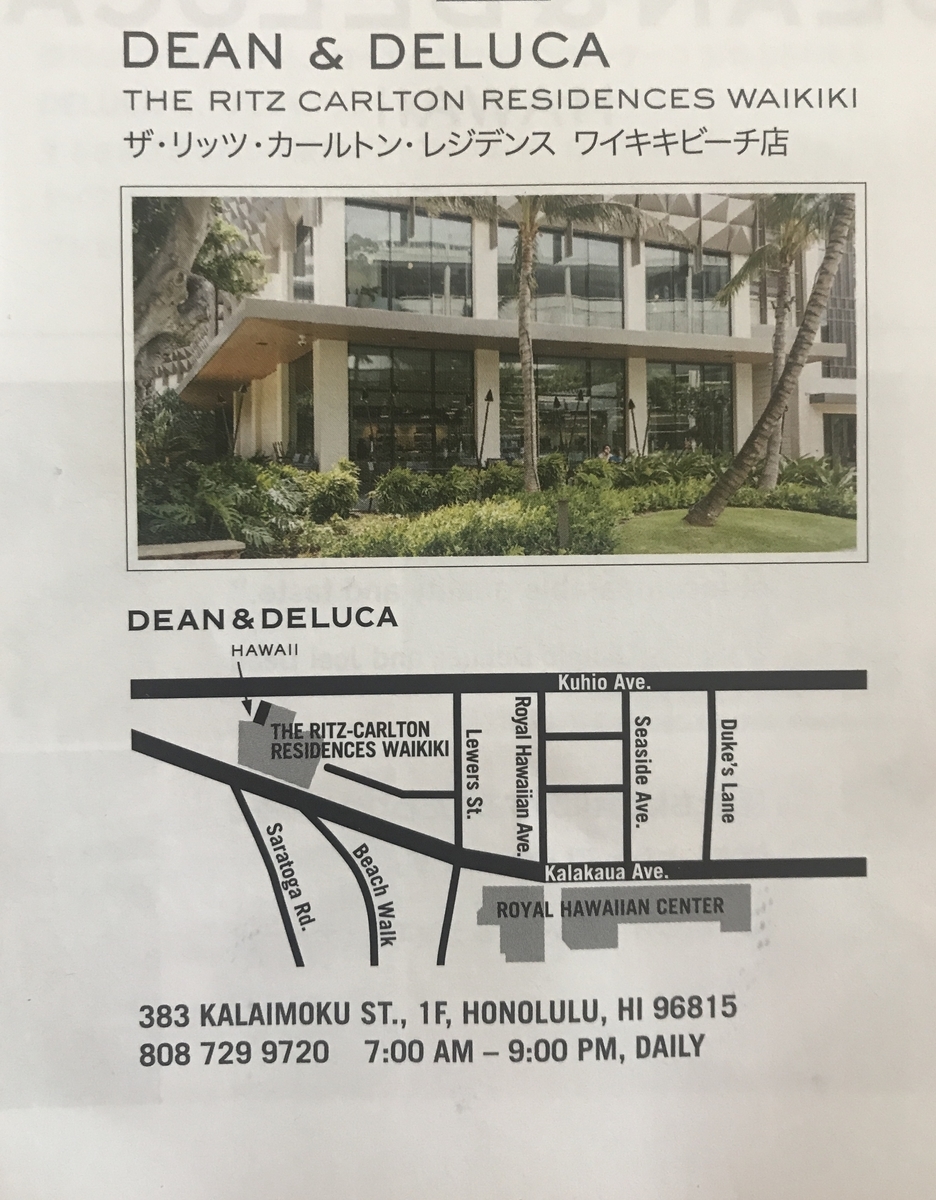 DEAN & DELUCA
THE RITZ CARLTON RESIDENCES WAIKIKI
ザ・リッツ・カールトン・レジデンス ワイキキビーチ店
DEAN & DELUCA
HAWAII
Kuhio Ave.
THE RITZ-CARLTON
RESIDENCES WAIKIKI
Lewers St.
Royal Hawaiian Ave.
Seaside Ave.
Duke's Lane
Saratoga Rd.
Beach Walk
Kalakaua Ave.
ROYAL HAWAIIAN CENTER
383 KALAIMOKU ST., 1F, HONOLULU, HI 96815
808 729 9720 7:00 AM – 9:00 PM, DAILY